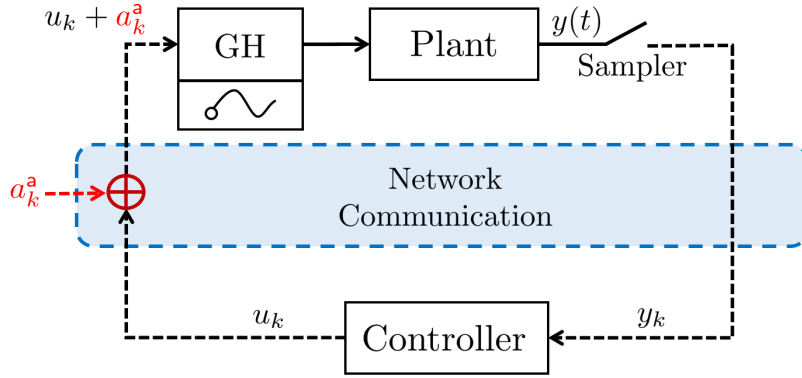 u_k + a_k^a
GH
Plant
y(t)
Sampler
a_k^a
Network
Communication
u_k
Controller
y_k